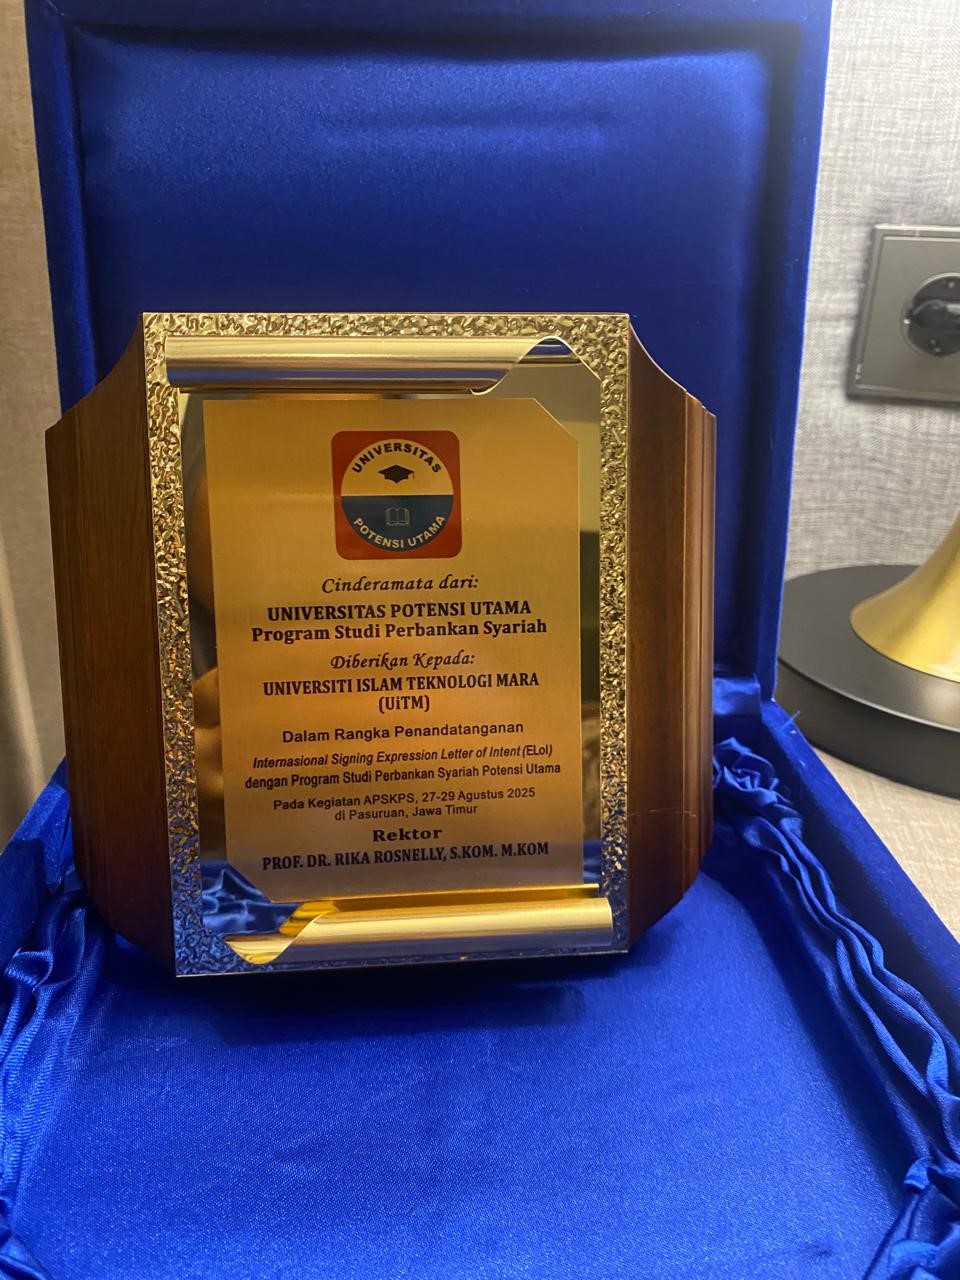 UNIVERSITAS
POTENSI UTAMA
Cinderamata dari:
UNIVERSITAS POTENSI UTAMA
Program Studi Perbankan Syariah
Diberikan Kepada:
UNIVERSITI ISLAM TEKNOLOGI MARA
(UiTM)
Dalam Rangka Penandatanganan
Internasional Signing Expression Letter of Intent (ELoI)
dengan Program Studi Perbankan Syariah Potensi Utama
Pada Kegiatan APSKPS, 27-29 Agustus 2025
di Pasuruan, Jawa Timur
Rektor
PROF. DR. RIKA ROSNELLY, S.KOM. M.KOM